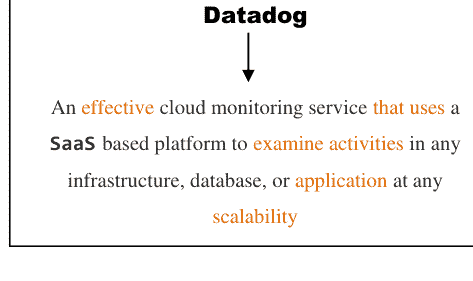 Datadog
An effective cloud monitoring service that uses a
SaaS based platform to examine activities in any
infrastructure, database, or application at any
scalability